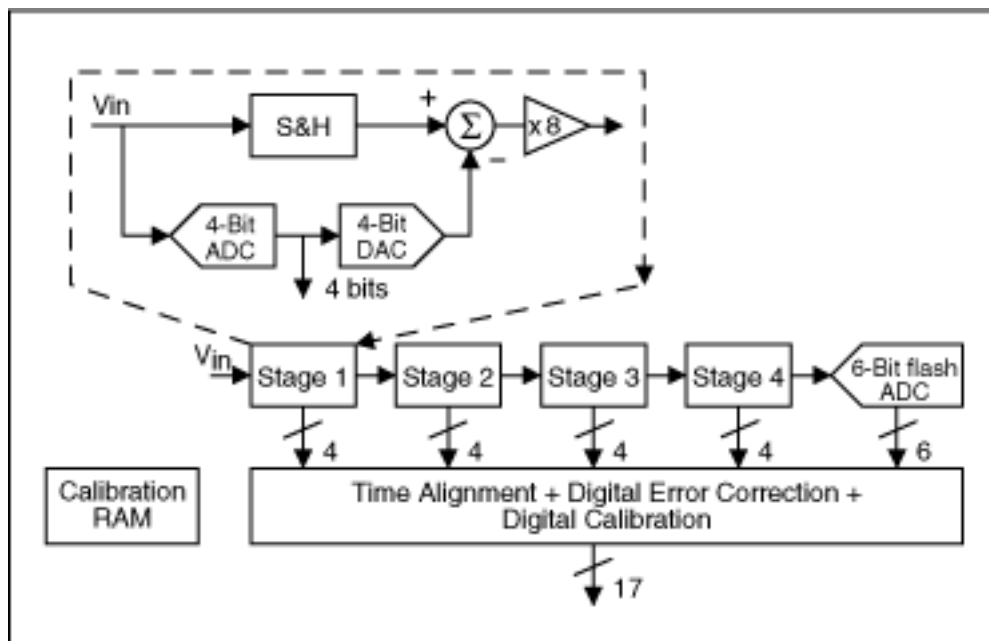 Vin
S&H
+
Σ
x 8
−
4-Bit
ADC
4-Bit
DAC
4 bits
Vin
Stage 1
Stage 2
Stage 3
Stage 4
6-Bit flash
ADC
4
4
4
4
6
Calibration
RAM
Time Alignment + Digital Error Correction +
Digital Calibration
17